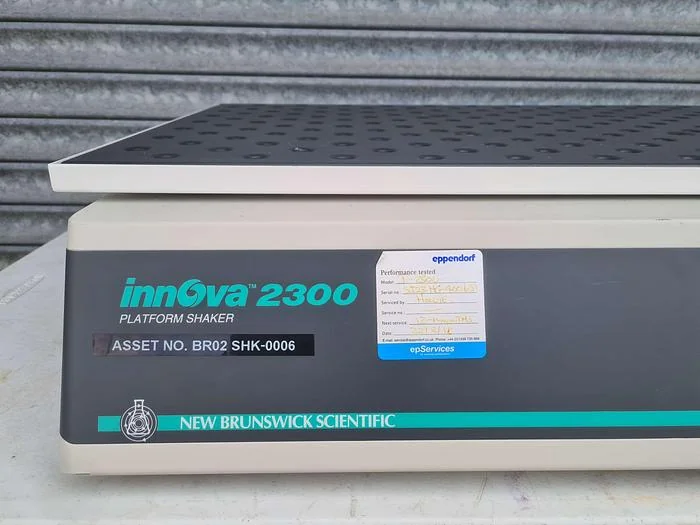 innova™ 2300
PLATFORM SHAKER
ASSET NO. BR02 SHK-0006
NEW BRUNSWICK SCIENTIFIC
eppendorf
Performance tested
Model
Serial no
Serviced by
Service no
Next service
Date
epServices